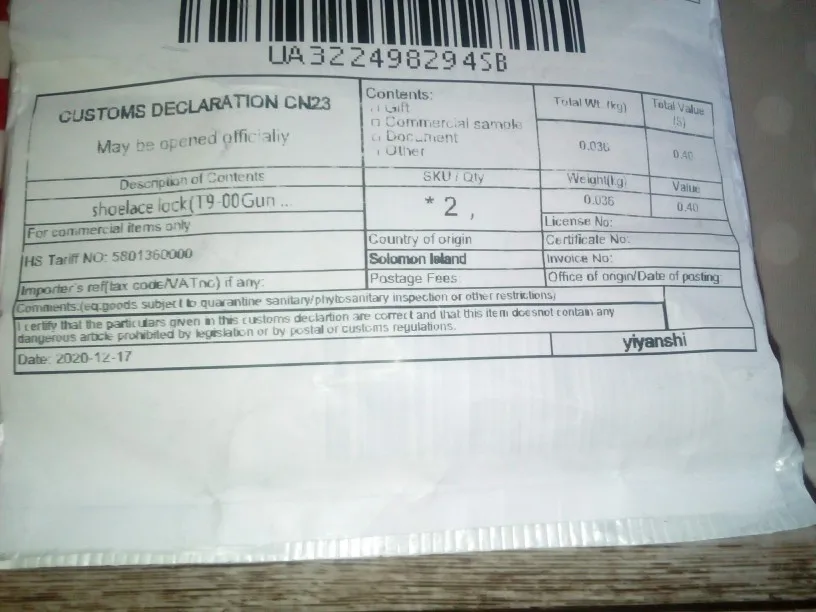 UA322498294SB
CUSTOMS DECLARATION CN23
May be opened officially
Contents:
Gift
Commercial sample
Document
Other
Total Wt. (kg)
Total Value ($)
0.036
0.40
Description of Contents
SKU / Qty
Weight(kg)
Value
shoelace lock(T9-00Gun ...
* 2 ,
0.036
0.40
For commercial items only
License No:
Country of origin
Certificate No:
HS Tariff NO: 5801360000
Solomon Island
Invoice No:
Importer's ref(tax code/VATno) if any:
Postage Fees
Office of origin/Date of posting
Comments:(eq.goods subject to quarantine sanitary/phytosanitary inspection or other restrictions)
I certify that the particulars given in this customs declartion are correct and that this item doesnot contain any
dangerous article prohibited by legislation or by postal or customs regulations.
yiyanshi
Date: 2020-12-17